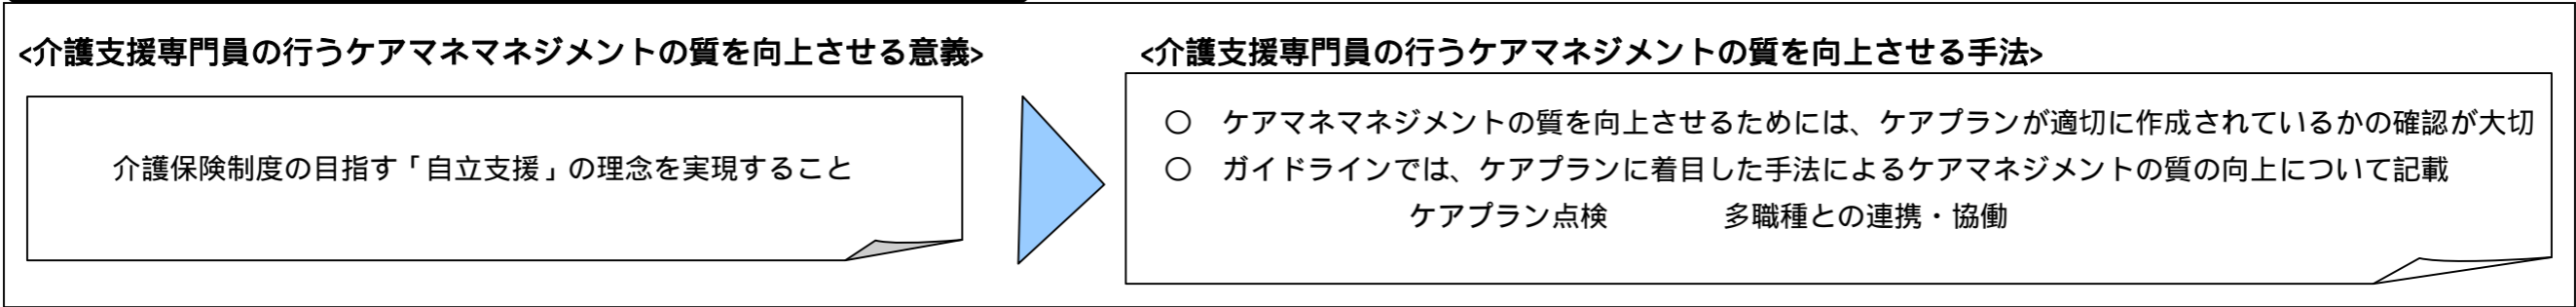 <介護支援専門員の行うケアマネマネジメントの質を向上させる意義>
介護保険制度の目指す「自立支援」の理念を実現すること
<介護支援専門員の行うケアマネジメントの質を向上させる手法>
○ ケアマネマネジメントの質を向上させるためには、ケアプランが適切に作成されているかの確認が大切
○ ガイドラインでは、ケアプランに着目した手法によるケアマネジメントの質の向上について記載
ケアプラン点検 多職種との連携・協働